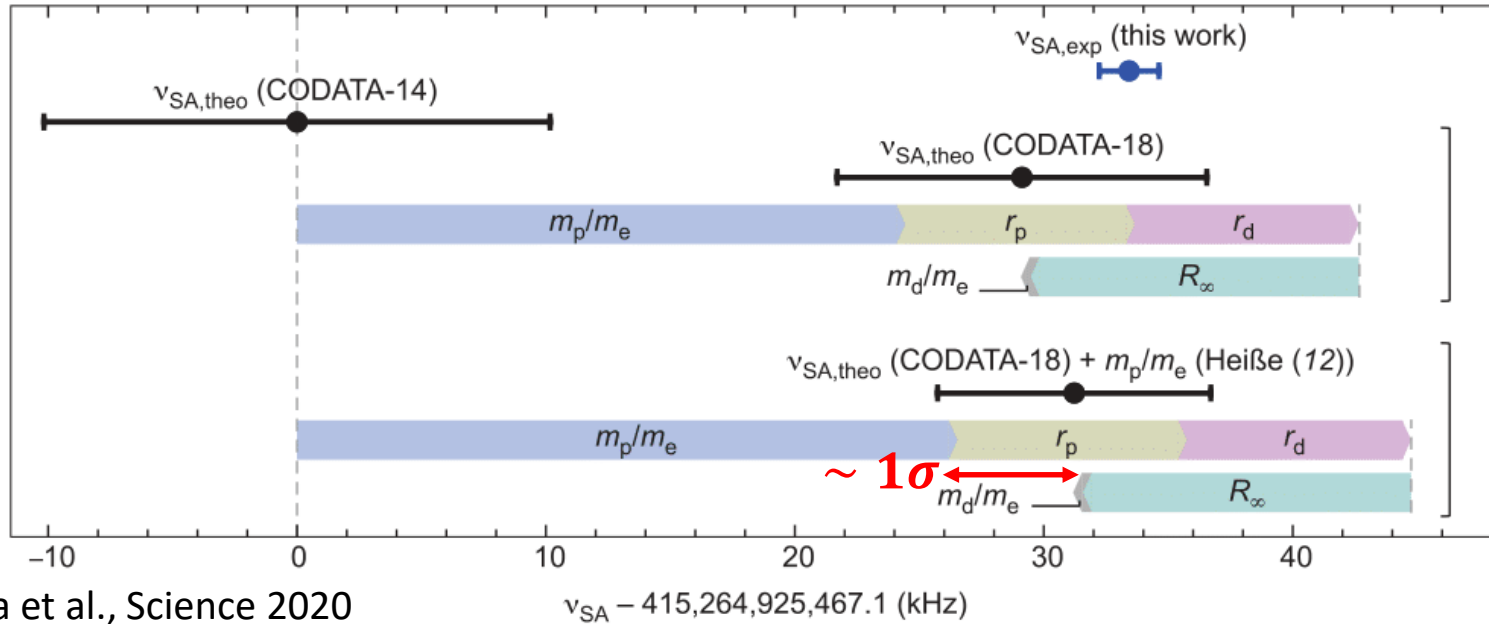 ν_SA,exp (this work)
ν_SA,theo (CODATA-14)
ν_SA,theo (CODATA-18)
m_p/m_e r_p r_d
m_d/m_e R_∞
ν_SA,theo (CODATA-18) + m_p/m_e (Heiße (12))
m_p/m_e r_p r_d
~ 1σ
m_d/m_e R_∞
−10 0 10 20 30 40
a et al., Science 2020
ν_SA – 415,264,925,467.1 (kHz)